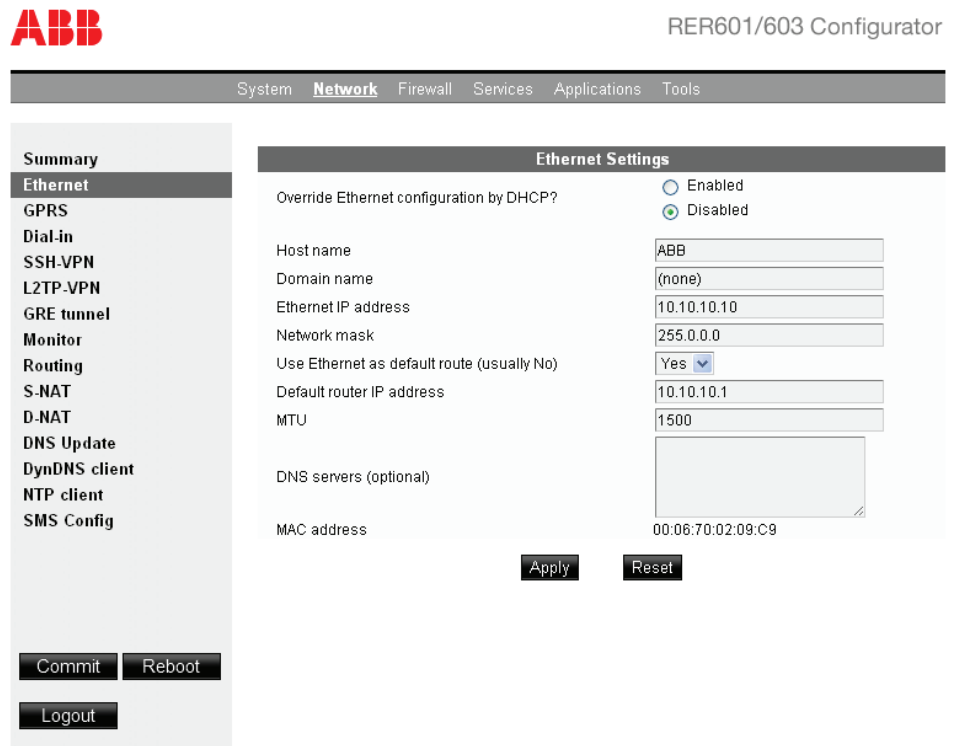 ABB
RER601/603 Configurator
System Network Firewall Services Applications Tools
Summary
Ethernet
GPRS
Dial-in
SSH-VPN
L2TP-VPN
GRE tunnel
Monitor
Routing
S-NAT
D-NAT
DNS Update
DynDNS client
NTP client
SMS Config
Commit Reboot
Logout
Ethernet Settings
Override Ethernet configuration by DHCP? Enabled
Disabled
Host name ABB
Domain name (none)
Ethernet IP address 10.10.10.10
Network mask 255.0.0.0
Use Ethernet as default route (usually No) Yes
Default router IP address 10.10.10.1
MTU 1500
DNS servers (optional)
MAC address 00:06:70:02:09:C9
Apply Reset